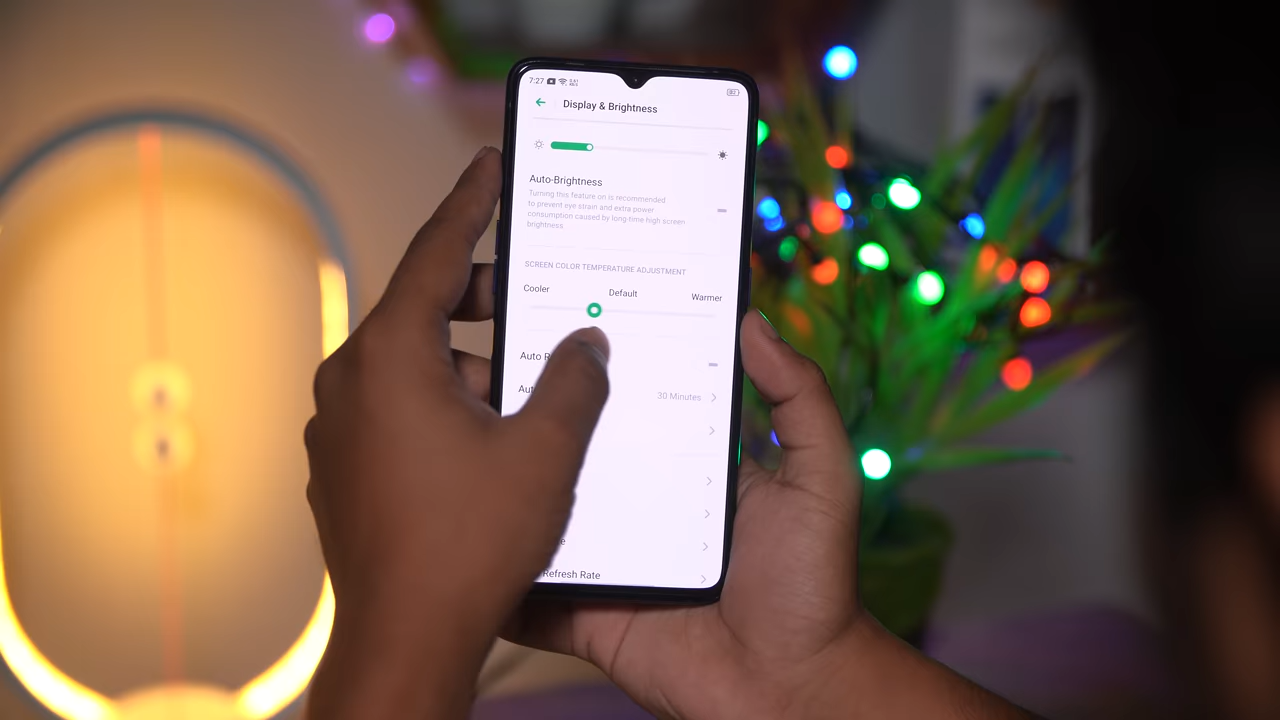 7:27
Display & Brightness
Auto-Brightness
Turning this feature on is recommended
to prevent eye strain and extra power
consumption caused by long-time high screen
brightness.
SCREEN COLOR TEMPERATURE ADJUSTMENT
Cooler Default Warmer
Auto R
Aut 30 Minutes
e
Refresh Rate